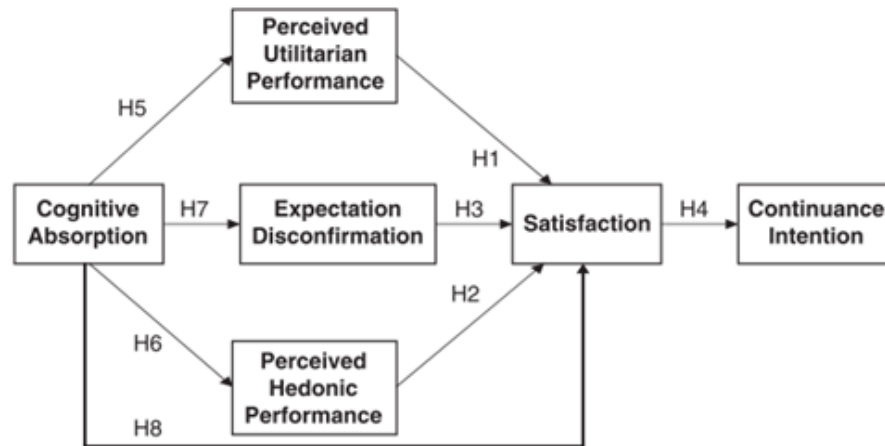 Perceived
Utilitarian
Performance
H5
H1
Cognitive
Absorption
H7
Expectation
Disconfirmation
H3
Satisfaction
H4
Continuance
Intention
H2
H6
Perceived
Hedonic
Performance
H8